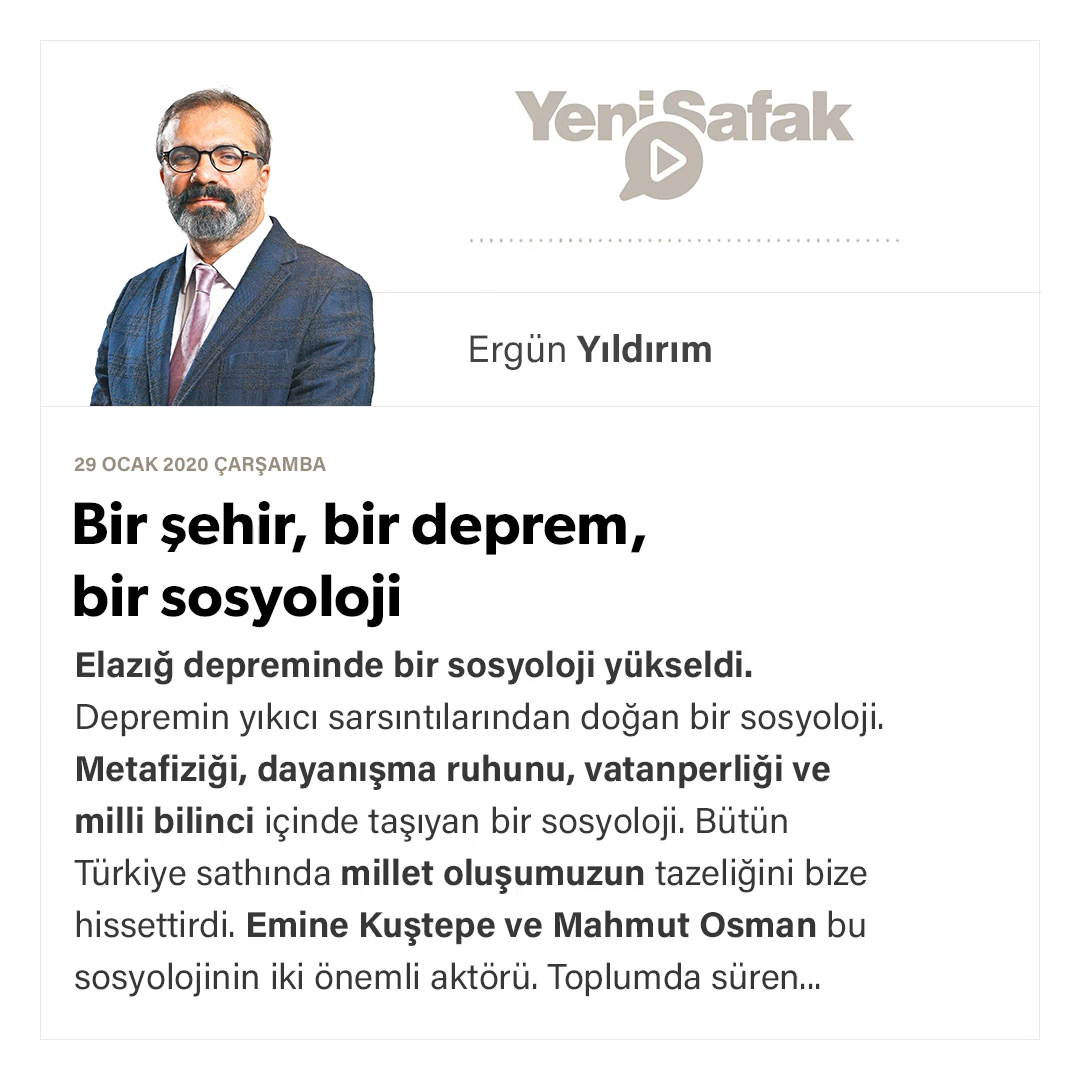 YeniŞafak
Ergün Yıldırım
29 OCAK 2020 ÇARŞAMBA
Bir şehir, bir deprem,
bir sosyoloji
Elazığ depreminde bir sosyoloji yükseldi.
Depremin yıkıcı sarsıntılarından doğan bir sosyoloji.
Metafiziği, dayanışma ruhunu, vatanperliği ve
milli bilinci içinde taşıyan bir sosyoloji. Bütün
Türkiye sathında millet oluşumuzun tazeliğini bize
hissettirdi. Emine Kuştepe ve Mahmut Osman bu
sosyolojinin iki önemli aktörü. Toplumda süren...